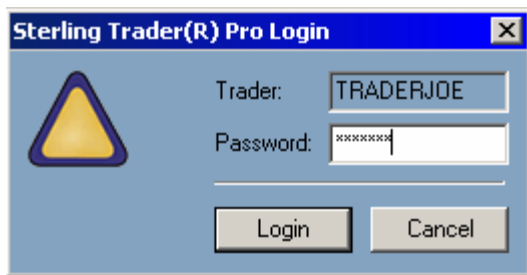 Sterling Trader(R) Pro Login
Trader: TRADERJOE
Password: *******
Login Cancel